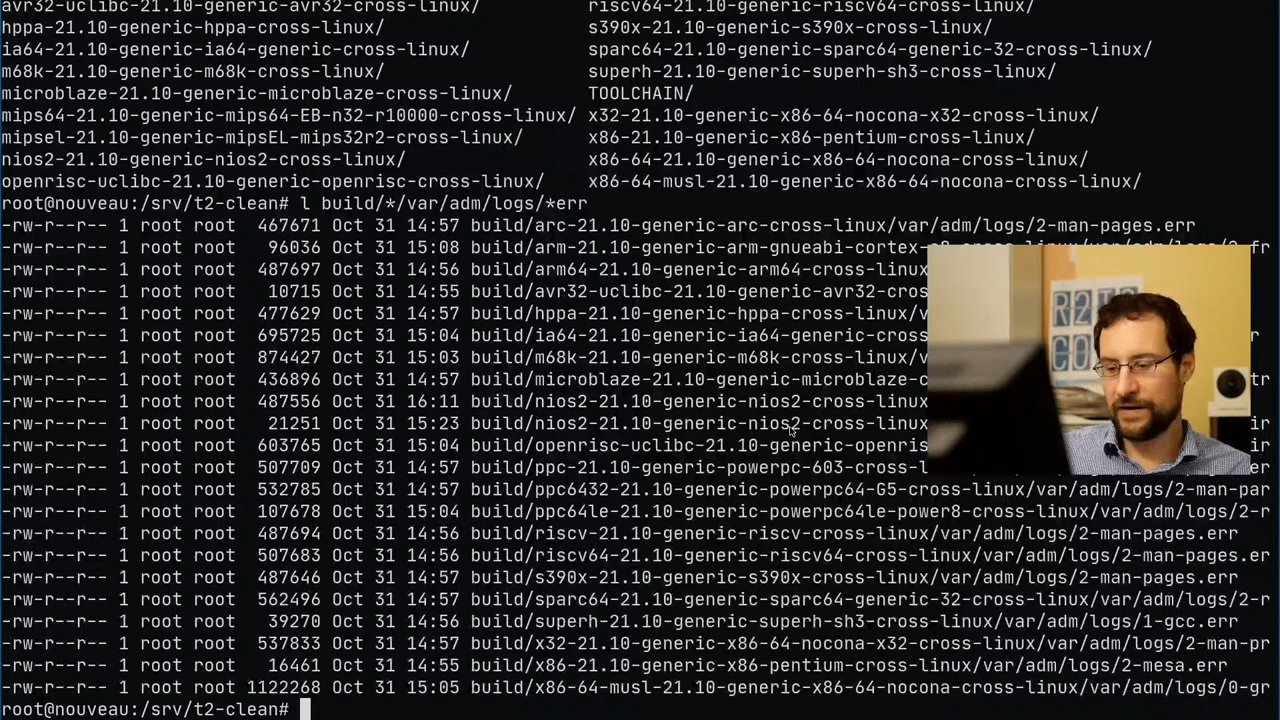 avr32-uclibc-21.10-generic-avr32-cross-linux/ riscv64-21.10-generic-riscv64-cross-linux/
hppa-21.10-generic-hppa-cross-linux/ s390x-21.10-generic-s390x-cross-linux/
ia64-21.10-generic-ia64-generic-cross-linux/ sparc64-21.10-generic-sparc64-generic-32-cross-linux/
m68k-21.10-generic-m68k-cross-linux/ superh-21.10-generic-superh-sh3-cross-linux/
microblaze-21.10-generic-microblaze-cross-linux/ TOOLCHAIN/
mips64-21.10-generic-mips64-EB-n32-r10000-cross-linux/ x32-21.10-generic-x86-64-nocona-x32-cross-linux/
mipsel-21.10-generic-mipsEL-mips32r2-cross-linux/ x86-21.10-generic-x86-pentium-cross-linux/
nios2-21.10-generic-nios2-cross-linux/ x86-64-21.10-generic-x86-64-nocona-cross-linux/
openrisc-uclibc-21.10-generic-openrisc-cross-linux/ x86-64-musl-21.10-generic-x86-64-nocona-cross-linux/
root@nouveau:/srv/t2-clean# l build/*/var/adm/logs/*err
-rw-r--r-- 1 root root 467671 Oct 31 14:57 build/arc-21.10-generic-arc-cross-linux/var/adm/logs/2-man-pages.err
-rw-r--r-- 1 root root 96036 Oct 31 15:08 build/arm-21.10-generic-arm-gnueabi-cortex-
-rw-r--r-- 1 root root 487697 Oct 31 14:56 build/arm64-21.10-generic-arm64-cross-linux/
-rw-r--r-- 1 root root 10715 Oct 31 14:55 build/avr32-uclibc-21.10-generic-avr32-cros
-rw-r--r-- 1 root root 477629 Oct 31 14:57 build/hppa-21.10-generic-hppa-cross-linux/v
-rw-r--r-- 1 root root 695725 Oct 31 15:04 build/ia64-21.10-generic-ia64-generic-cross
-rw-r--r-- 1 root root 874427 Oct 31 15:03 build/m68k-21.10-generic-m68k-cross-linux/v
-rw-r--r-- 1 root root 436896 Oct 31 14:57 build/microblaze-21.10-generic-microblaze-c tr
-rw-r--r-- 1 root root 487556 Oct 31 16:11 build/nios2-21.10-generic-nios2-cross-linux
-rw-r--r-- 1 root root 21251 Oct 31 15:23 build/nios2-21.10-generic-nios2-cross-linux ir
-rw-r--r-- 1 root root 603765 Oct 31 15:04 build/openrisc-uclibc-21.10-generic-openris ir
-rw-r--r-- 1 root root 507709 Oct 31 14:57 build/ppc-21.10-generic-powerpc-603-cross-l er
-rw-r--r-- 1 root root 532785 Oct 31 14:57 build/ppc6432-21.10-generic-powerpc64-G5-cross-linux/var/adm/logs/2-man-par
-rw-r--r-- 1 root root 107678 Oct 31 15:04 build/ppc64le-21.10-generic-powerpc64le-power8-cross-linux/var/adm/logs/2-r
-rw-r--r-- 1 root root 487694 Oct 31 14:56 build/riscv-21.10-generic-riscv-cross-linux/var/adm/logs/2-man-pages.err
-rw-r--r-- 1 root root 507683 Oct 31 14:56 build/riscv64-21.10-generic-riscv64-cross-linux/var/adm/logs/2-man-pages.er
-rw-r--r-- 1 root root 487646 Oct 31 14:57 build/s390x-21.10-generic-s390x-cross-linux/var/adm/logs/2-man-pages.err
-rw-r--r-- 1 root root 562496 Oct 31 14:57 build/sparc64-21.10-generic-sparc64-generic-32-cross-linux/var/adm/logs/2-r
-rw-r--r-- 1 root root 39270 Oct 31 14:56 build/superh-21.10-generic-superh-sh3-cross-linux/var/adm/logs/1-gcc.err
-rw-r--r-- 1 root root 537833 Oct 31 14:57 build/x32-21.10-generic-x86-64-nocona-x32-cross-linux/var/adm/logs/2-man-pr
-rw-r--r-- 1 root root 16461 Oct 31 14:55 build/x86-21.10-generic-x86-pentium-cross-linux/var/adm/logs/2-mesa.err
-rw-r--r-- 1 root root 1122268 Oct 31 15:05 build/x86-64-musl-21.10-generic-x86-64-nocona-cross-linux/var/adm/logs/0-gr
root@nouveau:/srv/t2-clean#